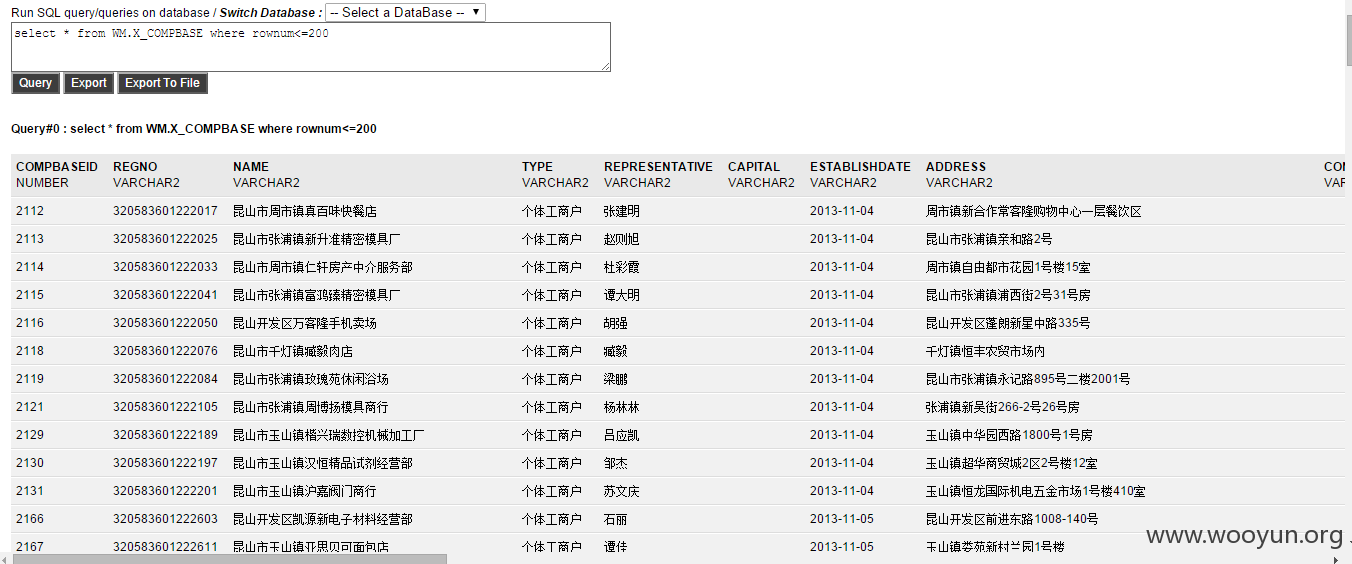 Run SQL query/queries on database / Switch Database : -- Select a DataBase --
select * from WM.X_COMPBASE where rownum<=200
Query Export Export To File
Query#0 : select * from WM.X_COMPBASE where rownum<=200
COMPBASEID REGNO NAME TYPE REPRESENTATIVE CAPITAL ESTABLISHDATE ADDRESS
NUMBER VARCHAR2 VARCHAR2 VARCHAR2 VARCHAR2 VARCHAR2 VARCHAR2 VARCHAR2
2112 320583601222017 昆山市周市镇真百味快餐店 个体工商户 张建明 2013-11-04 周市镇新合作常客隆购物中心一层餐饮区
2113 320583601222025 昆山市张浦镇新升准精密模具厂 个体工商户 赵则旭 2013-11-04 昆山市张浦镇亲和路2号
2114 320583601222033 昆山市周市镇仁轩房产中介服务部 个体工商户 杜彩霞 2013-11-04 周市镇自由都市花园1号楼15室
2115 320583601222041 昆山市张浦镇富鸿臻精密模具厂 个体工商户 谭大明 2013-11-04 昆山市张浦镇浦西街2号31号房
2116 320583601222050 昆山开发区万客隆手机卖场 个体工商户 胡强 2013-11-04 昆山开发区蓬朗新星中路335号
2118 320583601222076 昆山市千灯镇臧毅肉店 个体工商户 臧毅 2013-11-04 千灯镇恒丰农贸市场内
2119 320583601222084 昆山市张浦镇玫瑰苑休闲浴场 个体工商户 梁鹏 2013-11-04 昆山市张浦镇永记路895号二楼2001号
2121 320583601222105 昆山市张浦镇周博扬模具商行 个体工商户 杨林林 2013-11-04 张浦镇新吴街266-2号26号房
2129 320583601222189 昆山市玉山镇楷兴瑞数控机械加工厂 个体工商户 吕应凯 2013-11-04 玉山镇中华园西路1800号1号房
2130 320583601222197 昆山市玉山镇汉恒精品试剂经营部 个体工商户 邹杰 2013-11-04 玉山镇超华商贸城2区2号楼12室
2131 320583601222201 昆山市玉山镇沪嘉阀门商行 个体工商户 苏文庆 2013-11-04 玉山镇恒龙国际机电五金市场1号楼410室
2166 320583601222603 昆山开发区凯源新电子材料经营部 个体工商户 石丽 2013-11-05 昆山开发区前进东路1008-140号
2167 320583601222611 昆山市玉山镇亚思贝可面包店 个体工商户 谭佳 2013-11-05 玉山镇娄苑新村兰园1号楼
www.wooyun.org